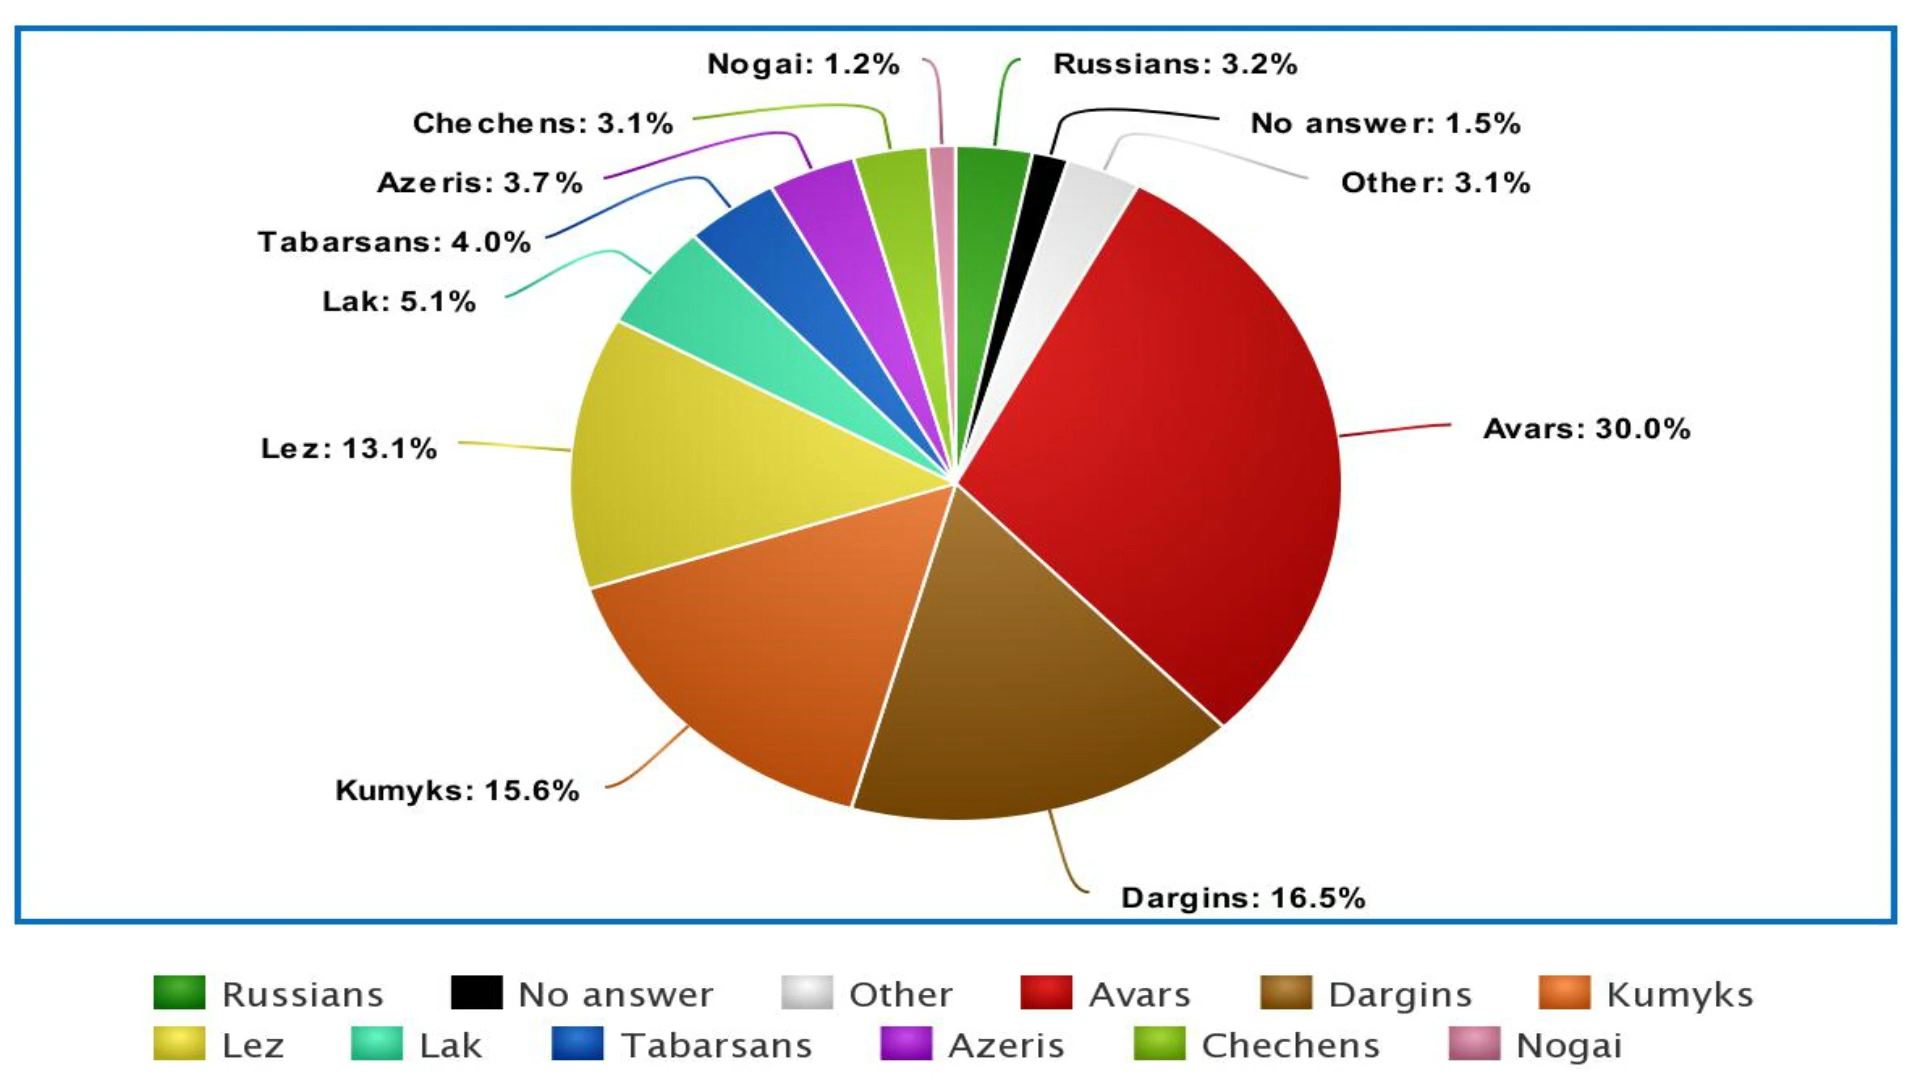 Nogai: 1.2%
Russians: 3.2%
Chechens: 3.1%
No answer: 1.5%
Azeris: 3.7%
Other: 3.1%
Tabarsans: 4.0%
Lak: 5.1%
Avars: 30.0%
Lez: 13.1%
Kumyks: 15.6%
Dargins: 16.5%
Russians No answer Other Avars Dargins Kumyks
Lez Lak Tabarsans Azeris Chechens Nogai